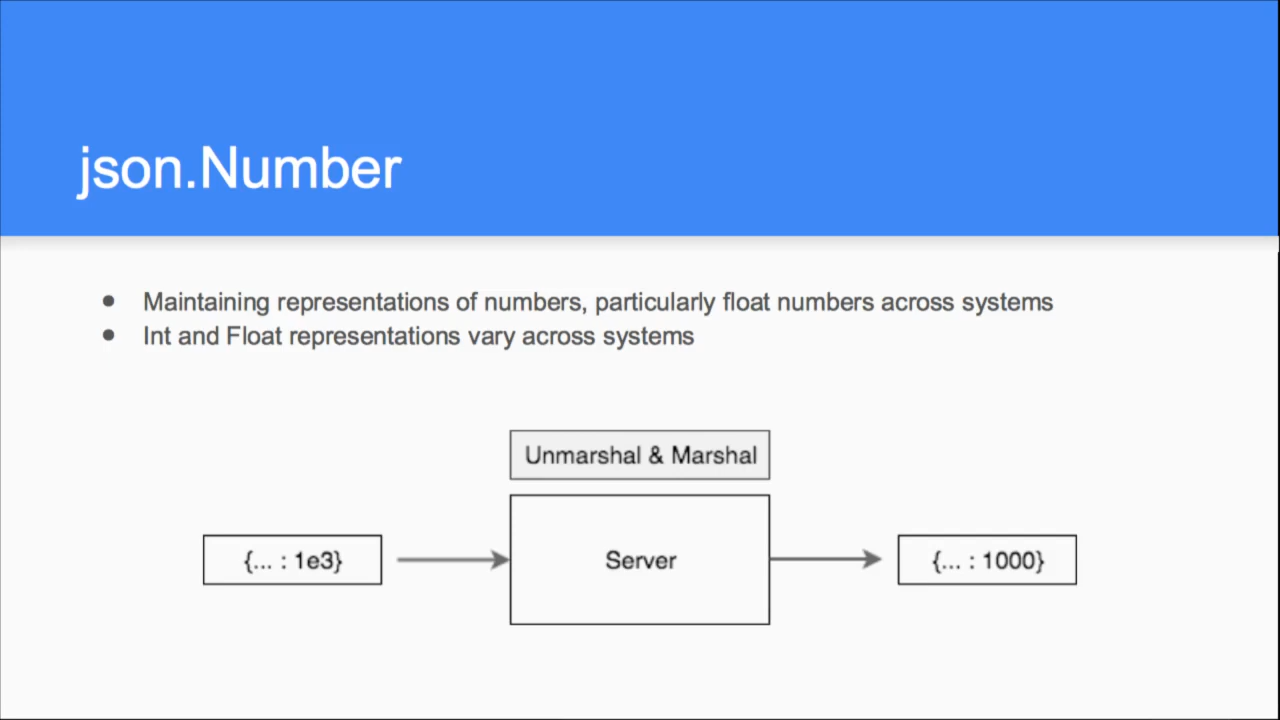 json.Number
● Maintaining representations of numbers, particularly float numbers across systems
● Int and Float representations vary across systems
Unmarshal & Marshal
{... : 1e3}
Server
{... : 1000}